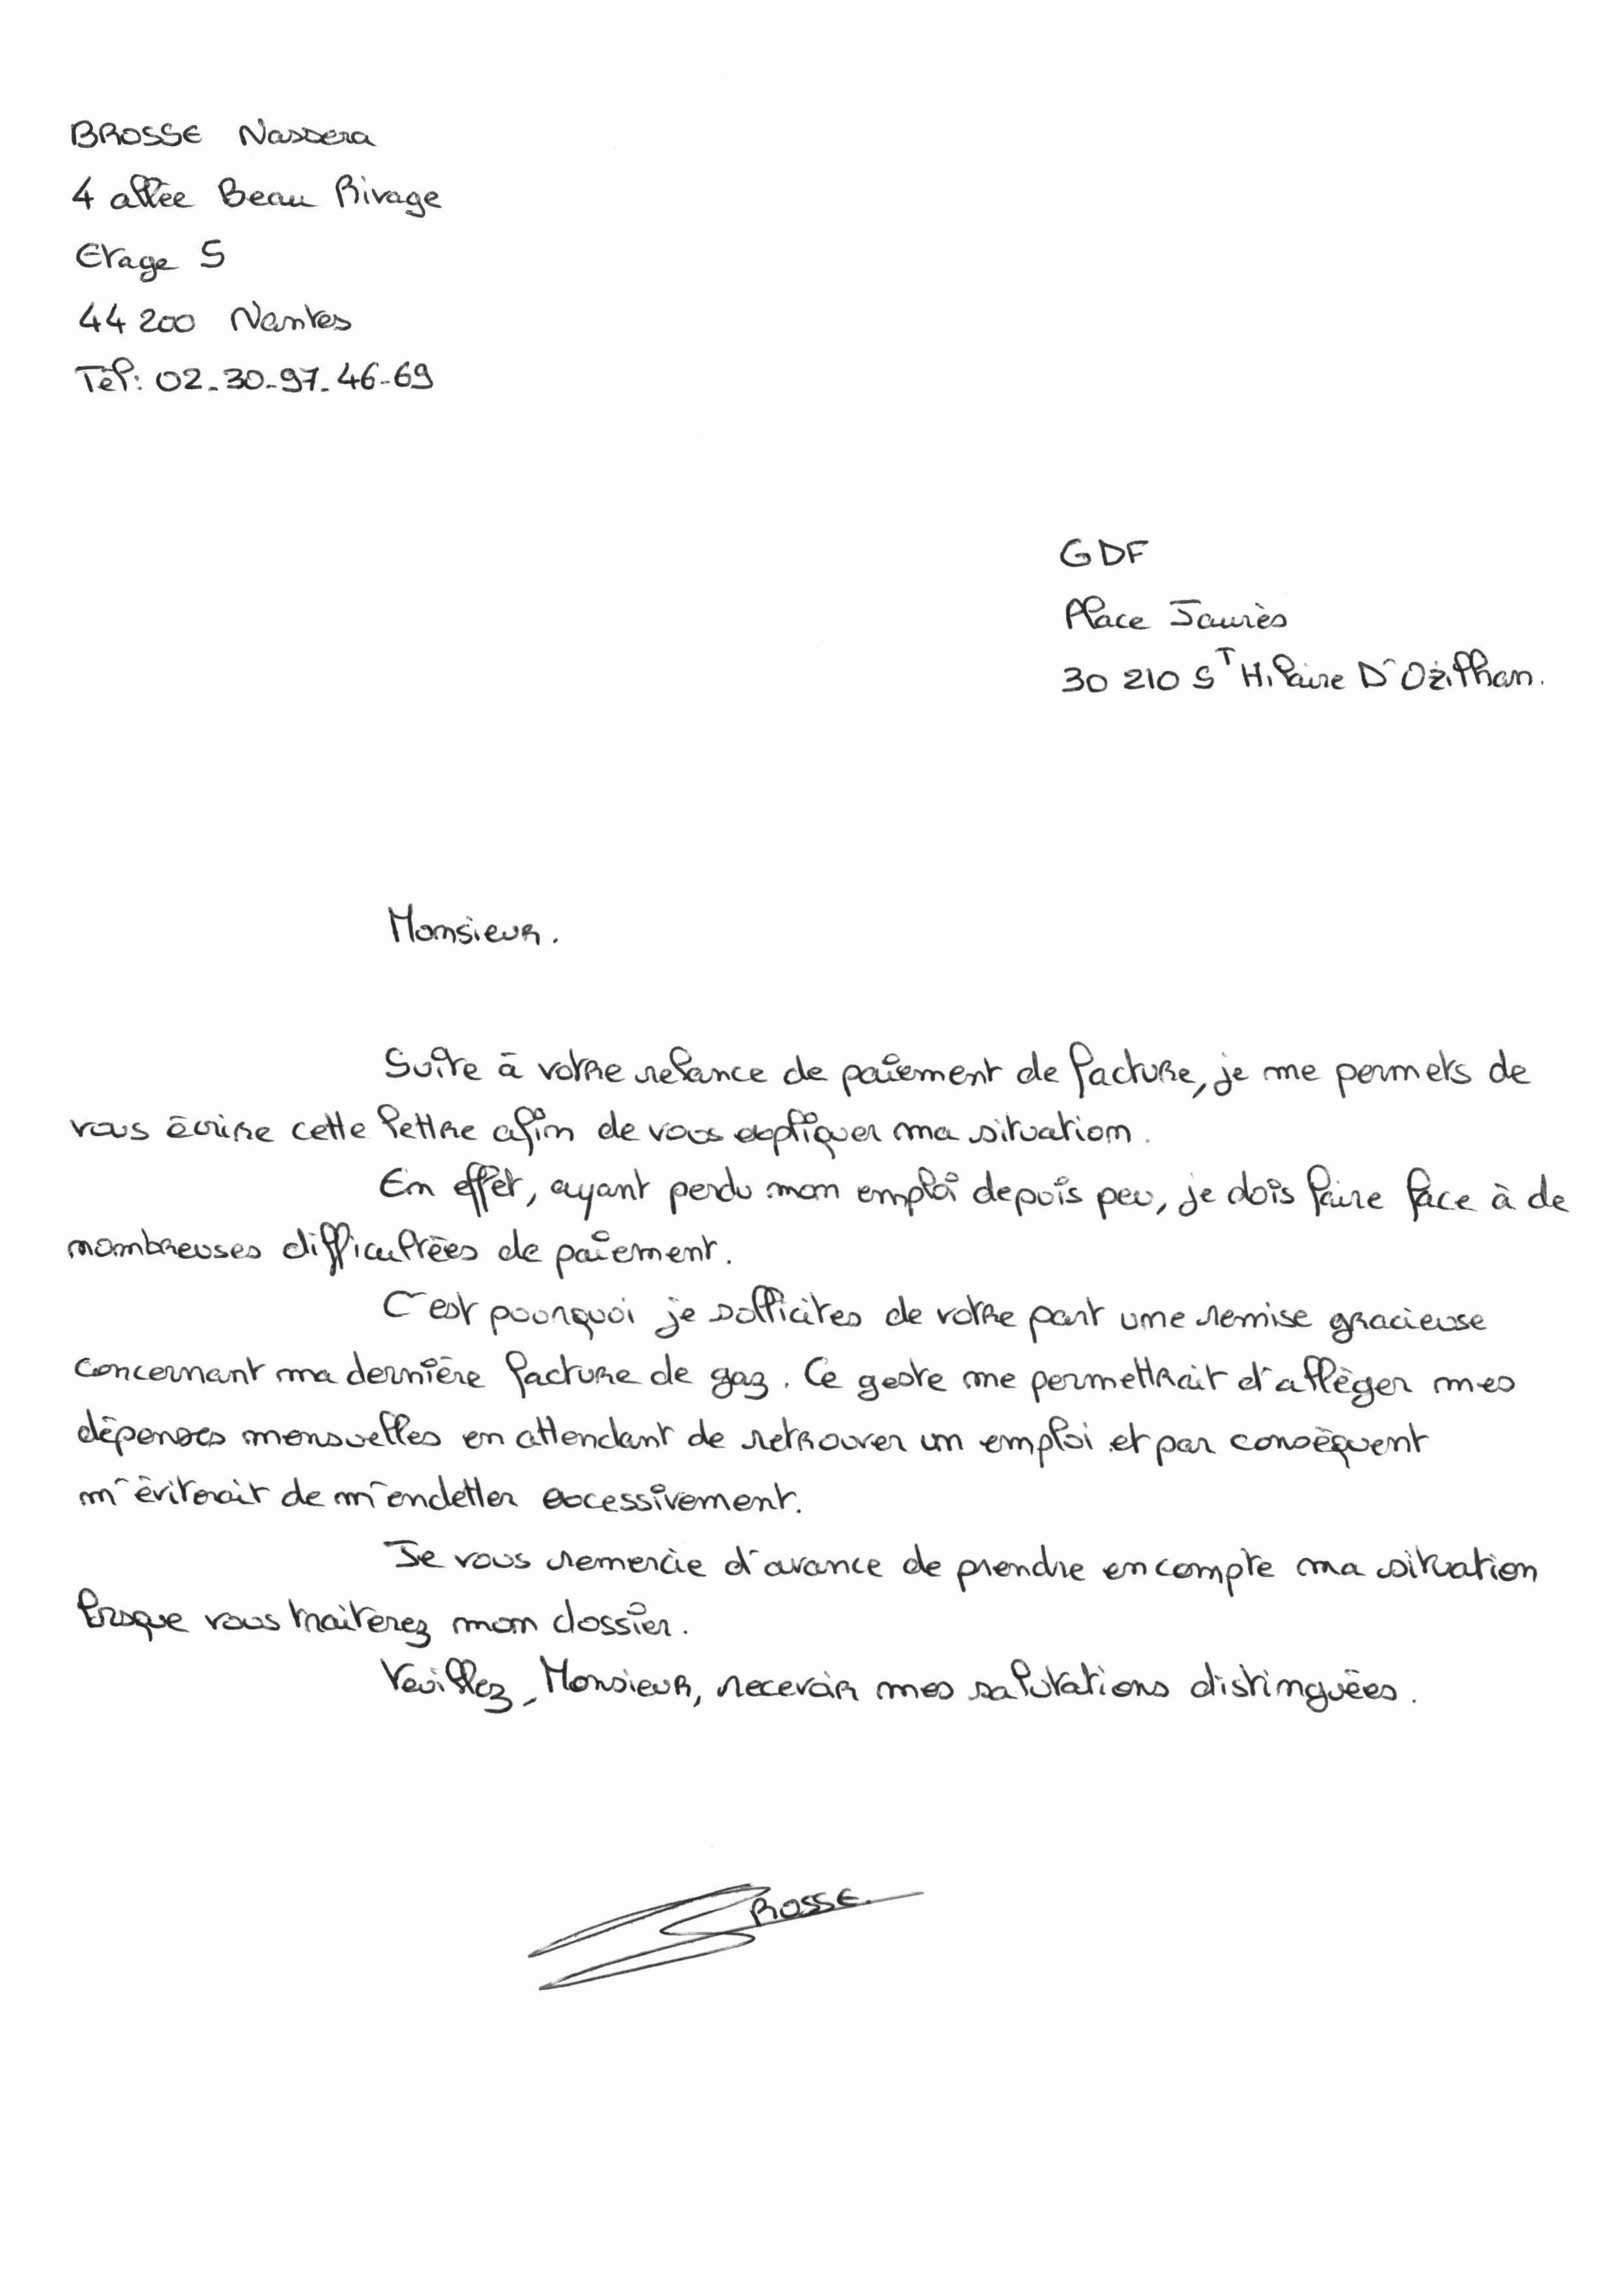 BROSSE Nassera
4 allée Beau Rivage
Etage 5
44 200 Nantes
Tél: 02-30-97-46-69
GDF
Place Jaurès
30 210 ST Hilaire D'Ozilhan.
Monsieur.
Suite à votre relance de paiement de facture, je me permets de
vous écrire cette lettre afin de vous expliquer ma situation.
En effet, ayant perdu mon emploi depuis peu, je dois faire face à de
nombreuses difficultées de paiement.
C'est pourquoi je sollicites de votre part une remise gracieuse
concernant ma dernière facture de gaz. Ce geste me permettrait d'alléger mes
dépenses mensuelles en attendant de retrouver un emploi et par conséquent
m'éviterait de m'endetter excessivement.
Je vous remercie d'avance de prendre en compte ma situation
lorsque vous traiterez mon dossier.
Veuillez, Monsieur, recevoir mes salutations distinguées.
BROSSE.